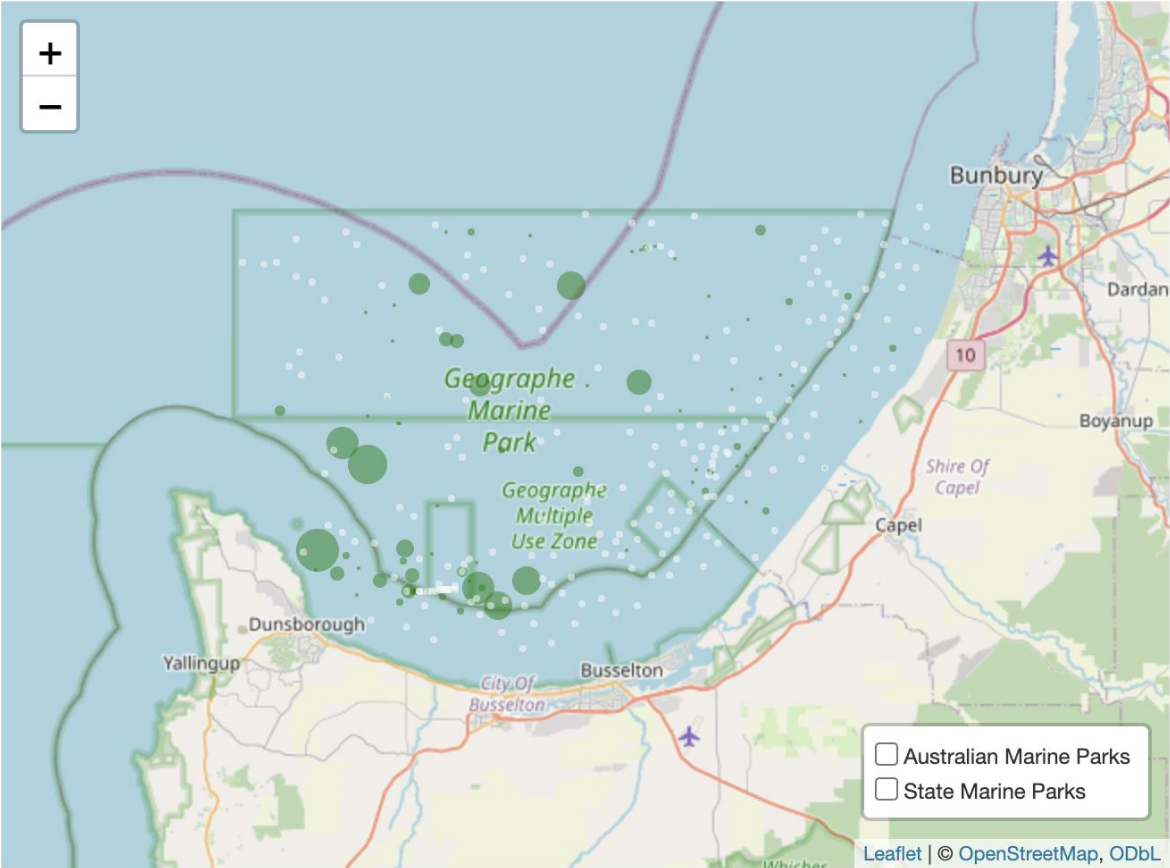 +
−
Bunbury
Dardan
10
Geographe
Marine
Park
Boyanup
Shire Of
Capel
Geographe
Multiple
Use Zone
Capel
Dunsborough
Yallingup
Busselton
City Of
Busselton
Australian Marine Parks
State Marine Parks
Whisher
Leaflet | © OpenStreetMap, ODbL